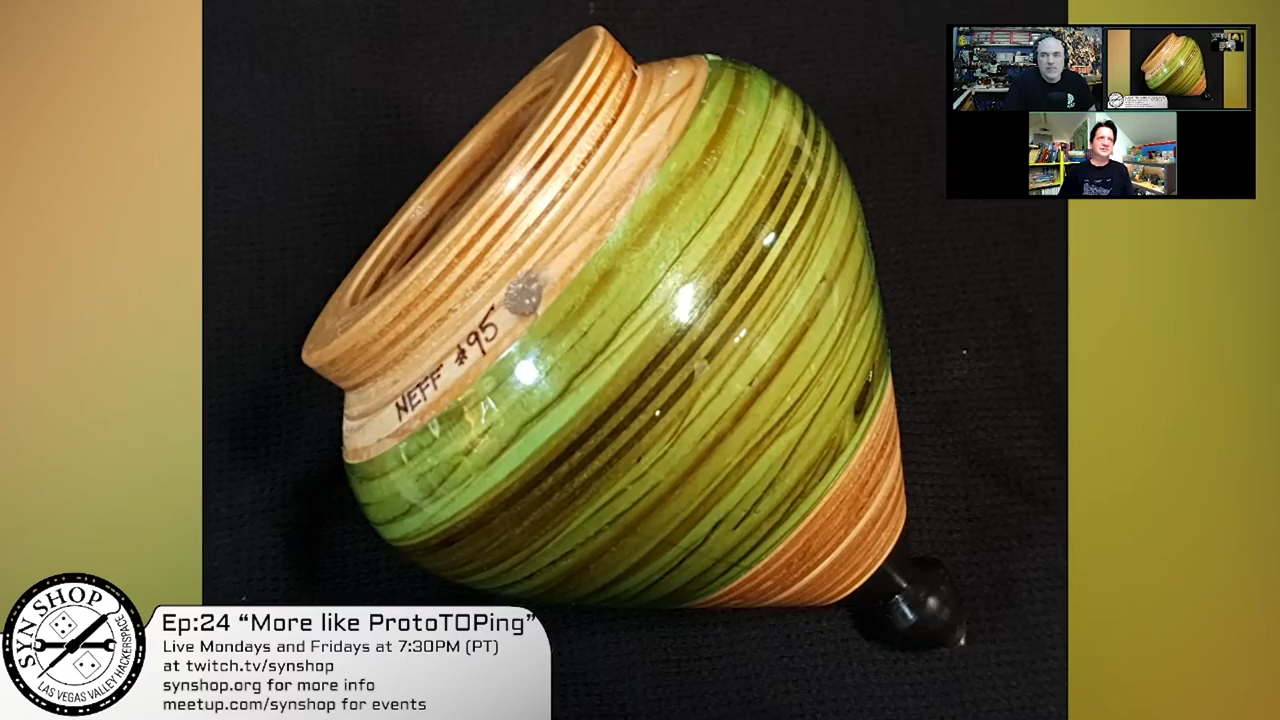 NEFF #95
SYN SHOP
LAS VEGAS VALLEY HACKERSPACE
Ep:24 “More like ProtoTOPing”
Live Mondays and Fridays at 7:30PM (PT)
at twitch.tv/synshop
synshop.org for more info
meetup.com/synshop for events